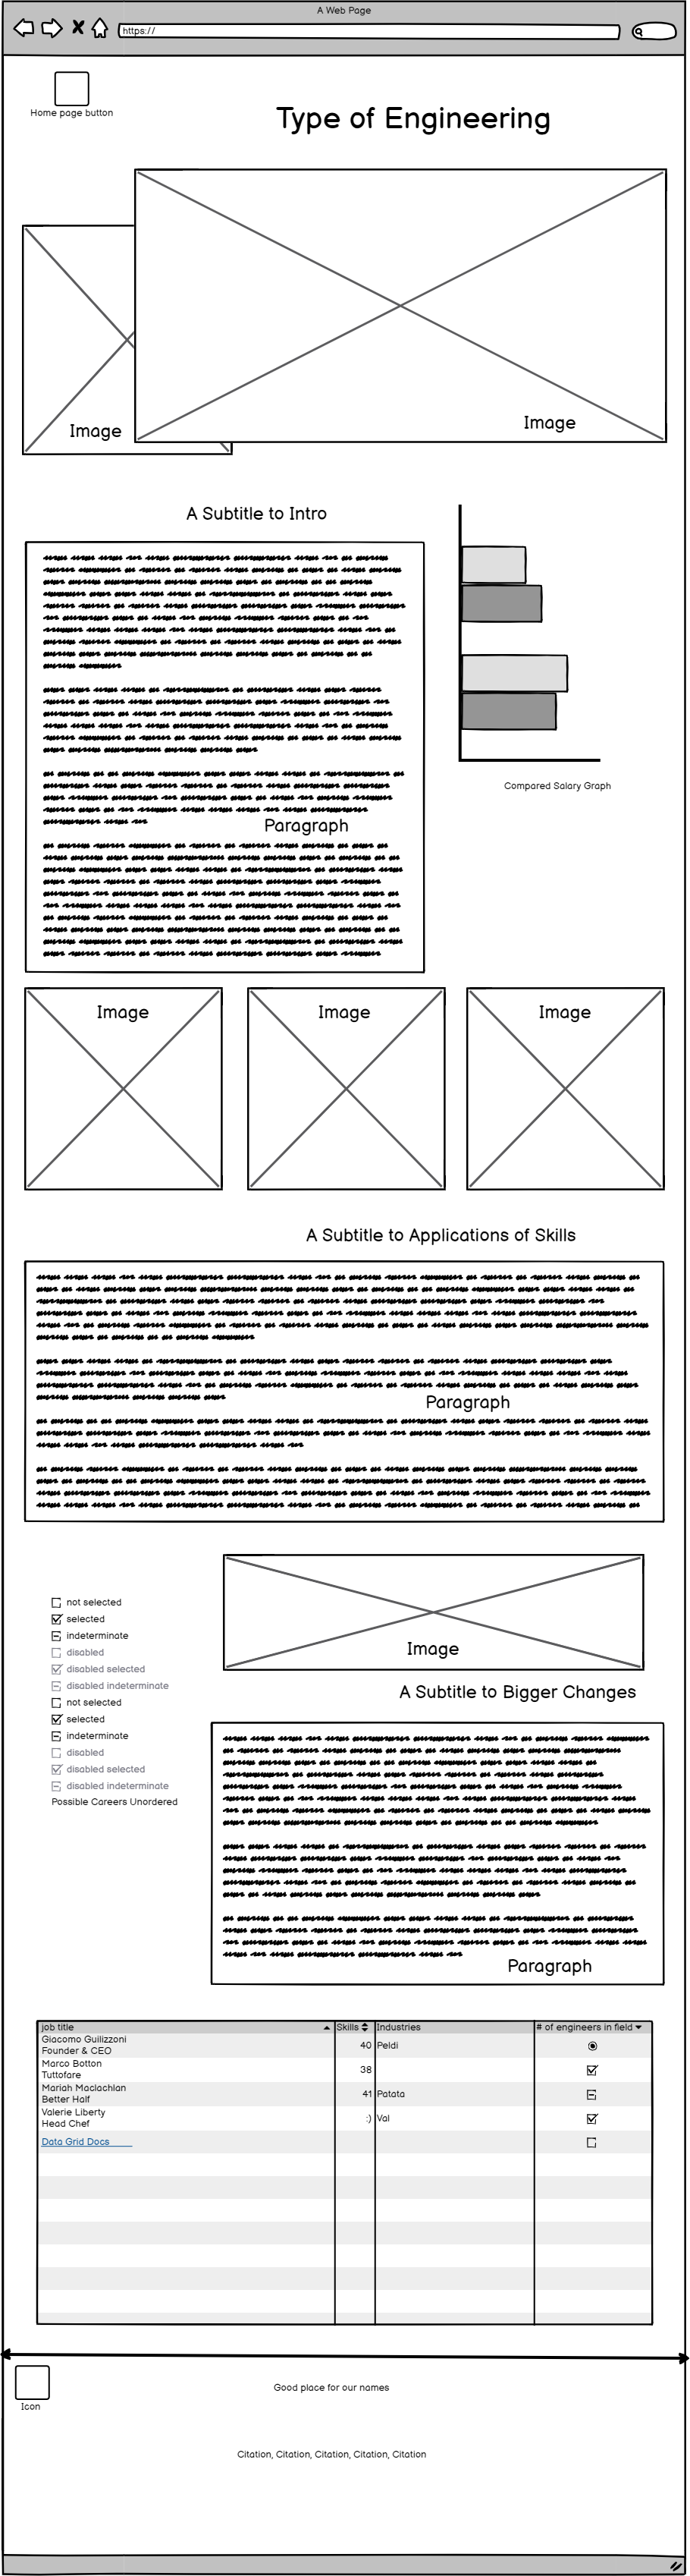 A Web Page
https://
Home page button
Type of Engineering
Image
Image
A Subtitle to Intro
Paragraph
Compared Salary Graph
Image
Image
Image
A Subtitle to Applications of Skills
Paragraph
Image
not selected
selected
indeterminate
disabled
disabled selected
disabled indeterminate
not selected
selected
indeterminate
disabled
disabled selected
disabled indeterminate
Possible Careers Unordered
A Subtitle to Bigger Changes
Paragraph
job title Skills Industries # of engineers in field
Giacomo Guilizzoni
Founder & CEO 40 Peldi
Marco Botton
Tuttofare 38
Mariah Maclachlan
Better Half 41 Patata
Valerie Liberty
Head Chef :) Val
Data Grid Docs
Icon
Good place for our names
Citation, Citation, Citation, Citation, Citation